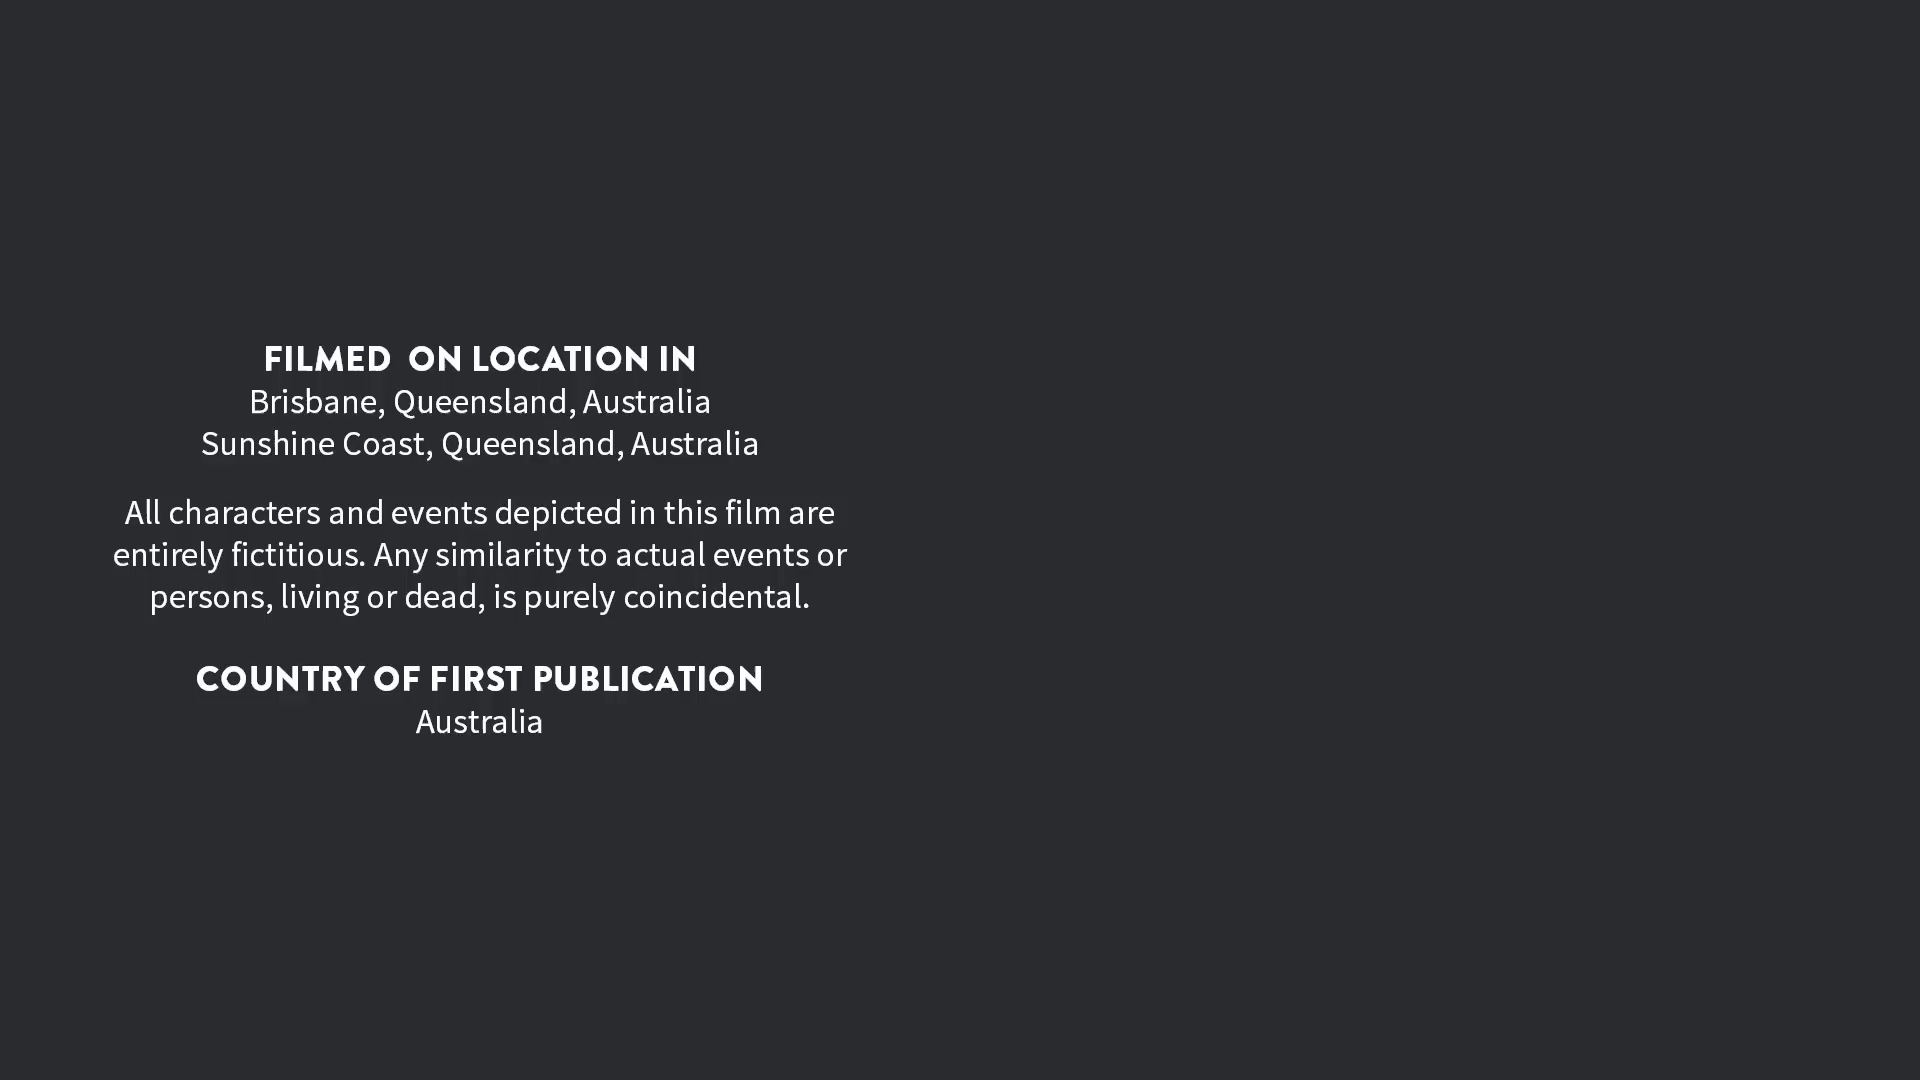 FILMED  ON LOCATION IN
Brisbane, Queensland, Australia
Sunshine Coast, Queensland, Australia
All characters and events depicted in this film are
entirely fictitious. Any similarity to actual events or
persons, living or dead, is purely coincidental.
COUNTRY OF FIRST PUBLICATION
Australia